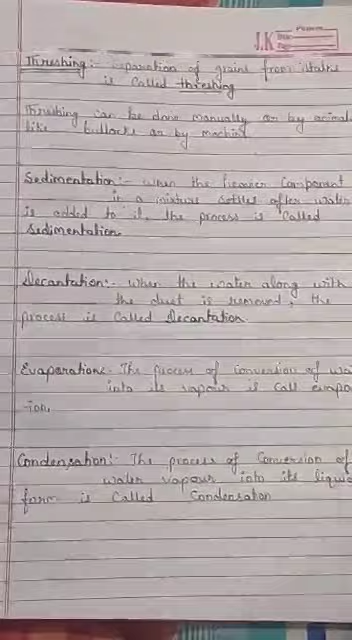 J.K
Date
Threshing :- Separation of grains from stalks
is called threshing
Threshing can be done manually or by animal
like bullocks or by machine
Sedimentation :- when the heavier component
in a mixture settles after water
is added to it, the process is called
Sedimentation.
Decantation :- When the water along with
the dust is removed, the
process is called Decantation.
Evaporation :- The process of conversion of wa
into its vapour is call evapo
-ion.
Condensation :- The process of Conversion of
water vapour into its liquid
form is called Condensation